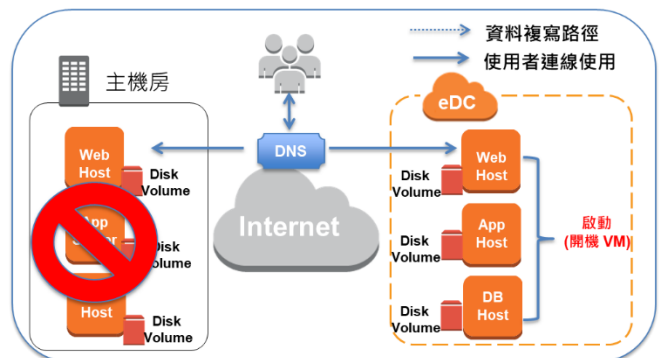 資料複寫路徑
使用者連線使用
主機房
eDC
DNS
Internet
Web
Host
Disk
Volume
App
Disk
Volume
Host
Disk
Volume
Web
Host
Disk
Volume
App
Host
Disk
Volume
DB
Host
Disk
Volume
啟動
(開機 VM)